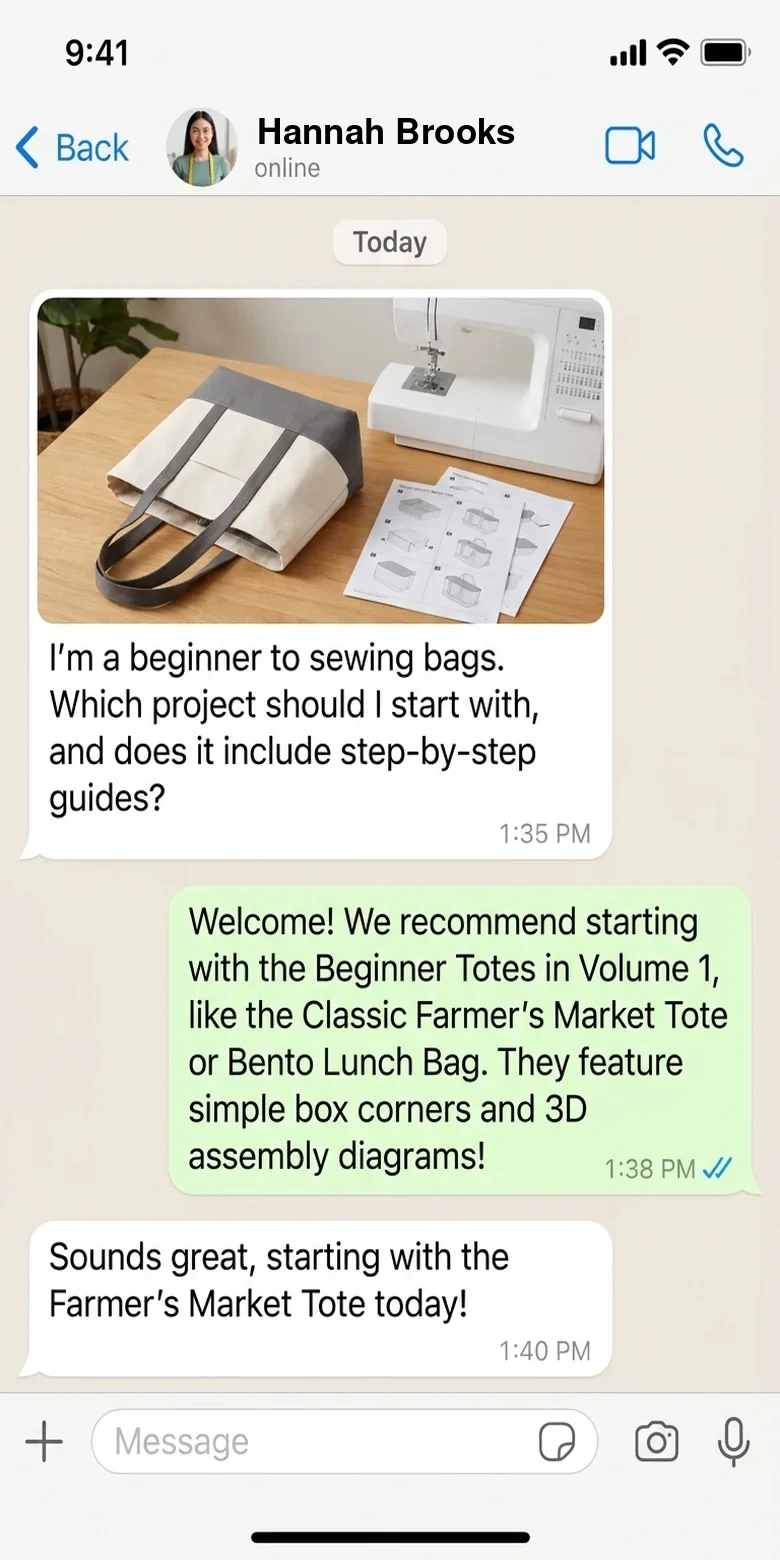 9:41
Back
Hannah Brooks
online
Today
I'm a beginner to sewing bags.
Which project should I start with,
and does it include step-by-step
guides?
1:35 PM
Welcome! We recommend starting
with the Beginner Totes in Volume 1,
like the Classic Farmer's Market Tote
or Bento Lunch Bag. They feature
simple box corners and 3D
assembly diagrams!
1:38 PM
Sounds great, starting with the
Farmer's Market Tote today!
1:40 PM
Message